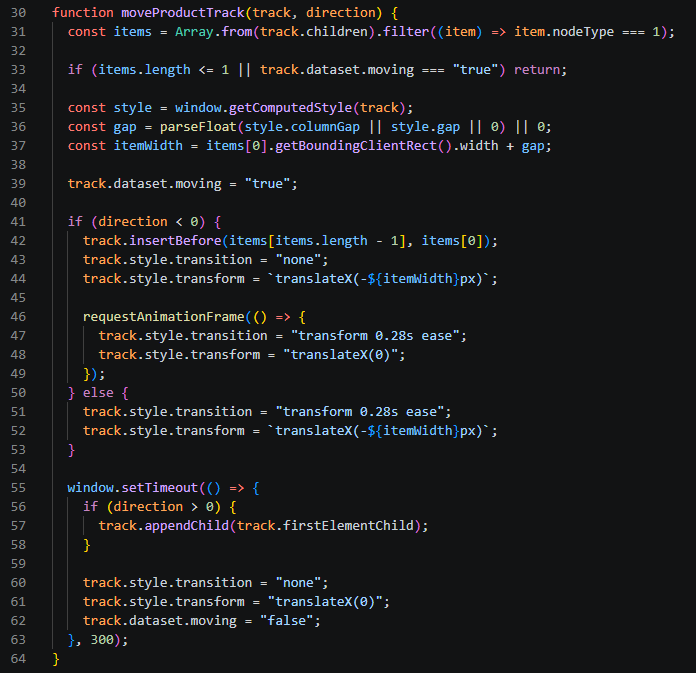 30 function moveProductTrack(track, direction) {
31   const items = Array.from(track.children).filter((item) => item.nodeType === 1);
32
33   if (items.length <= 1 || track.dataset.moving === "true") return;
34
35   const style = window.getComputedStyle(track);
36   const gap = parseFloat(style.columnGap || style.gap || 0) || 0;
37   const itemWidth = items[0].getBoundingClientRect().width + gap;
38
39   track.dataset.moving = "true";
40
41   if (direction < 0) {
42     track.insertBefore(items[items.length - 1], items[0]);
43     track.style.transition = "none";
44     track.style.transform = `translateX(-${itemWidth}px)`;
45
46     requestAnimationFrame(() => {
47       track.style.transition = "transform 0.28s ease";
48       track.style.transform = "translateX(0)";
49     });
50   } else {
51     track.style.transition = "transform 0.28s ease";
52     track.style.transform = `translateX(-${itemWidth}px)`;
53   }
54
55   window.setTimeout(() => {
56     if (direction > 0) {
57       track.appendChild(track.firstElementChild);
58     }
59
60     track.style.transition = "none";
61     track.style.transform = "translateX(0)";
62     track.dataset.moving = "false";
63   }, 300);
64 }